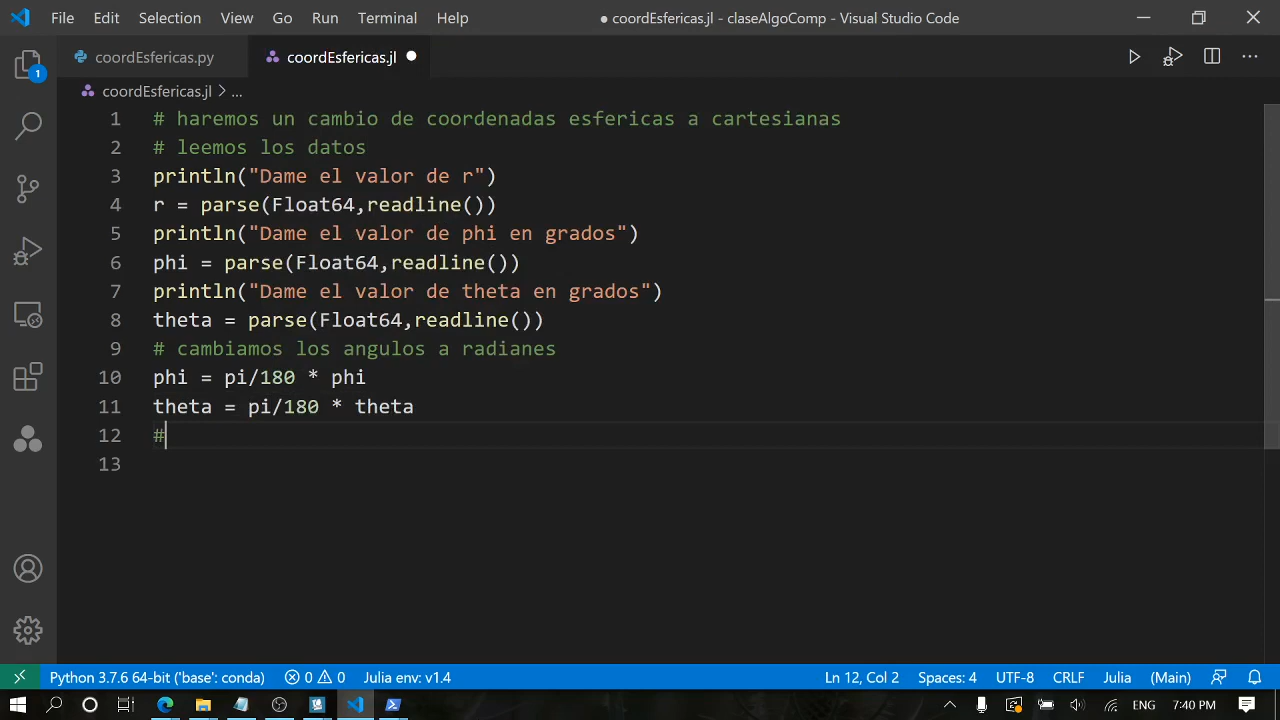 File Edit Selection View Go Run Terminal Help
● coordEsfericas.jl - claseAlgoComp - Visual Studio Code
coordEsfericas.py
coordEsfericas.jl
1
coordEsfericas.jl > ...
1 # haremos un cambio de coordenadas esfericas a cartesianas
2 # leemos los datos
3 println("Dame el valor de r")
4 r = parse(Float64,readline())
5 println("Dame el valor de phi en grados")
6 phi = parse(Float64,readline())
7 println("Dame el valor de theta en grados")
8 theta = parse(Float64,readline())
9 # cambiamos los angulos a radianes
10 phi = pi/180 * phi
11 theta = pi/180 * theta
12 #
13
Python 3.7.6 64-bit ('base': conda) 0 0 Julia env: v1.4 Ln 12, Col 2 Spaces: 4 UTF-8 CRLF Julia (Main)
ENG 7:40 PM